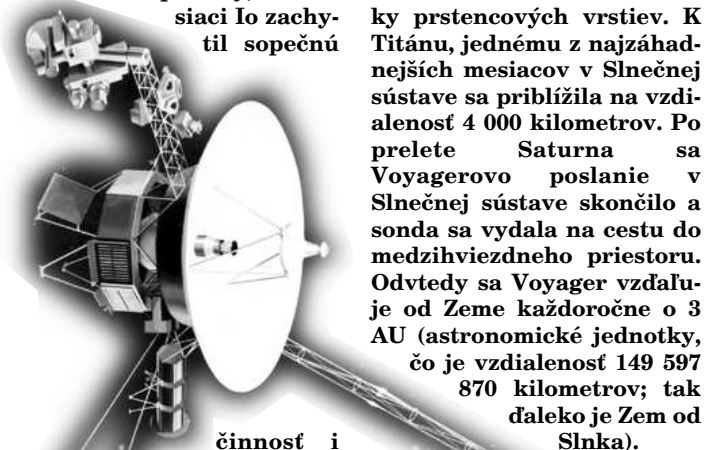 siaci Io zachy-
til sopečnú
činnosť i
ky prstencových vrstiev. K
Titánu, jednému z najzáhad-
nejších mesiacov v Slnečnej
sústave sa priblížila na vzdi-
alenosť 4 000 kilometrov. Po
prelete Saturna sa
Voyagerovo poslanie v
Slnečnej sústave skončilo a
sonda sa vydala na cestu do
medzihviezdneho priestoru.
Odvtedy sa Voyager vzďaľu-
je od Zeme každoročne o 3
AU (astronomické jednotky,
čo je vzdialenosť 149 597
870 kilometrov; tak
ďaleko je Zem od
Slnka).